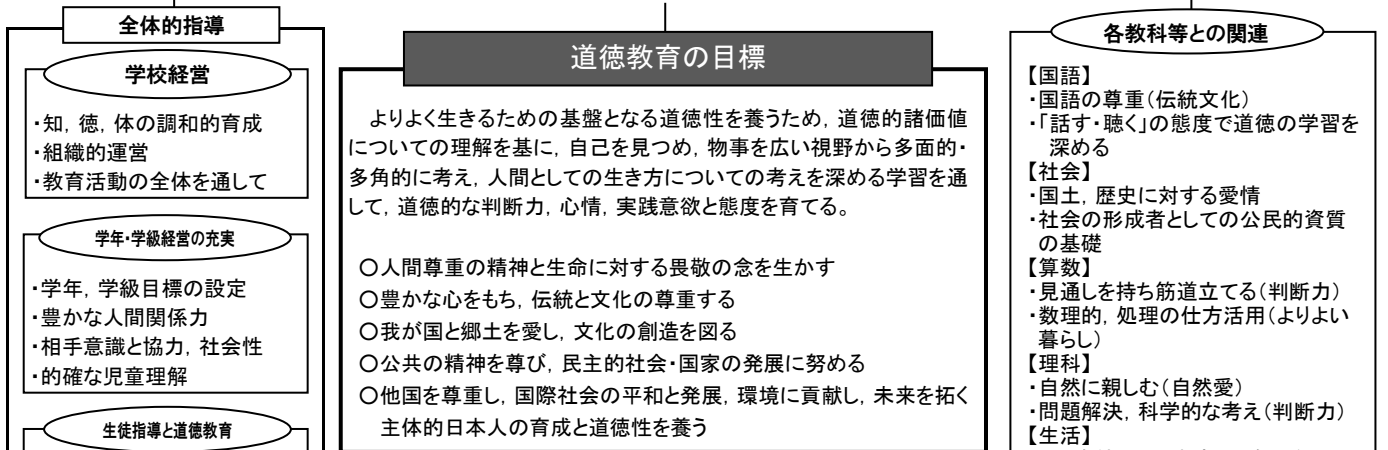 全体的指導
学校経営
・知，徳，体の調和的育成
・組織的運営
・教育活動の全体を通して
学年・学級経営の充実
・学年，学級目標の設定
・豊かな人間関係力
・相手意識と協力，社会性
・的確な児童理解
生徒指導と道徳教育
道徳教育の目標
よりよく生きるための基盤となる道徳性を養うため，道徳的諸価値
についての理解を基に，自己を見つめ，物事を広い視野から多面的・
多角的に考え，人間としての生き方についての考えを深める学習を通
して，道徳的な判断力，心情，実践意欲と態度を育てる。
○人間尊重の精神と生命に対する畏敬の念を生かす
○豊かな心をもち，伝統と文化の尊重する
○我が国と郷土を愛し，文化の創造を図る
○公共の精神を尊び，民主的社会・国家の発展に努める
○他国を尊重し，国際社会の平和と発展，環境に貢献し，未来を拓く
主体的日本人の育成と道徳性を養う
各教科等との関連
【国語】
・国語の尊重（伝統文化）
・「話す・聴く」の態度で道徳の学習を
深める
【社会】
・国土，歴史に対する愛情
・社会の形成者としての公民的資質
の基礎
【算数】
・見通しを持ち筋道立てる（判断力）
・数理的，処理の仕方活用（よりよい
暮らし）
【理科】
・自然に親しむ（自然愛）
・問題解決，科学的な考え（判断力）
【生活】